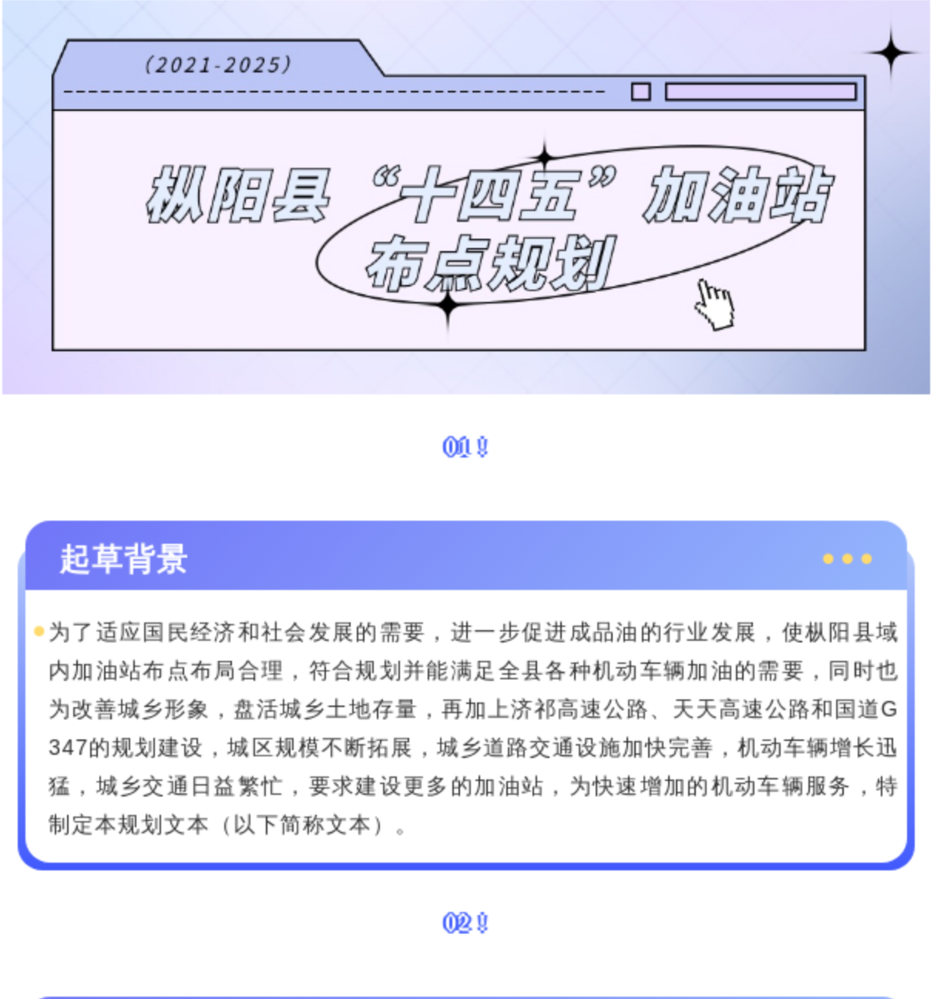 （2021-2025）
枞阳县“十四五”加油站
布点规划
01!
起草背景
为了适应国民经济和社会发展的需要，进一步促进成品油的行业发展，使枞阳县域
内加油站布点布局合理，符合规划并能满足全县各种机动车辆加油的需要，同时也
为改善城乡形象，盘活城乡土地存量，再加上济祁高速公路、天天高速公路和国道G
347的规划建设，城区规模不断拓展，城乡道路交通设施加快完善，机动车辆增长迅
猛，城乡交通日益繁忙，要求建设更多的加油站，为快速增加的机动车辆服务，特
制定本规划文本（以下简称文本）。
02!